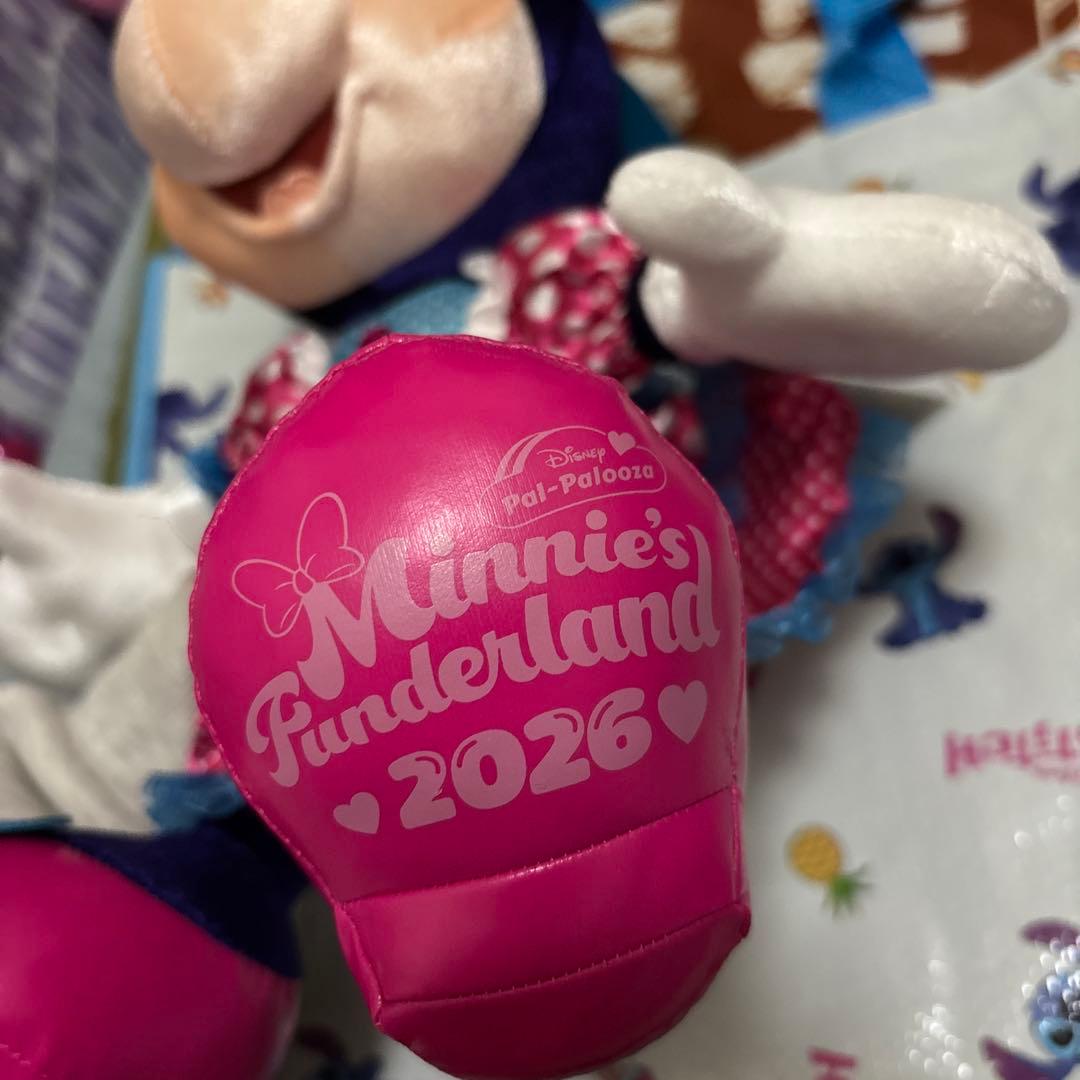 Disney
Pal-Palooza
Minnie's
Funderland
2026